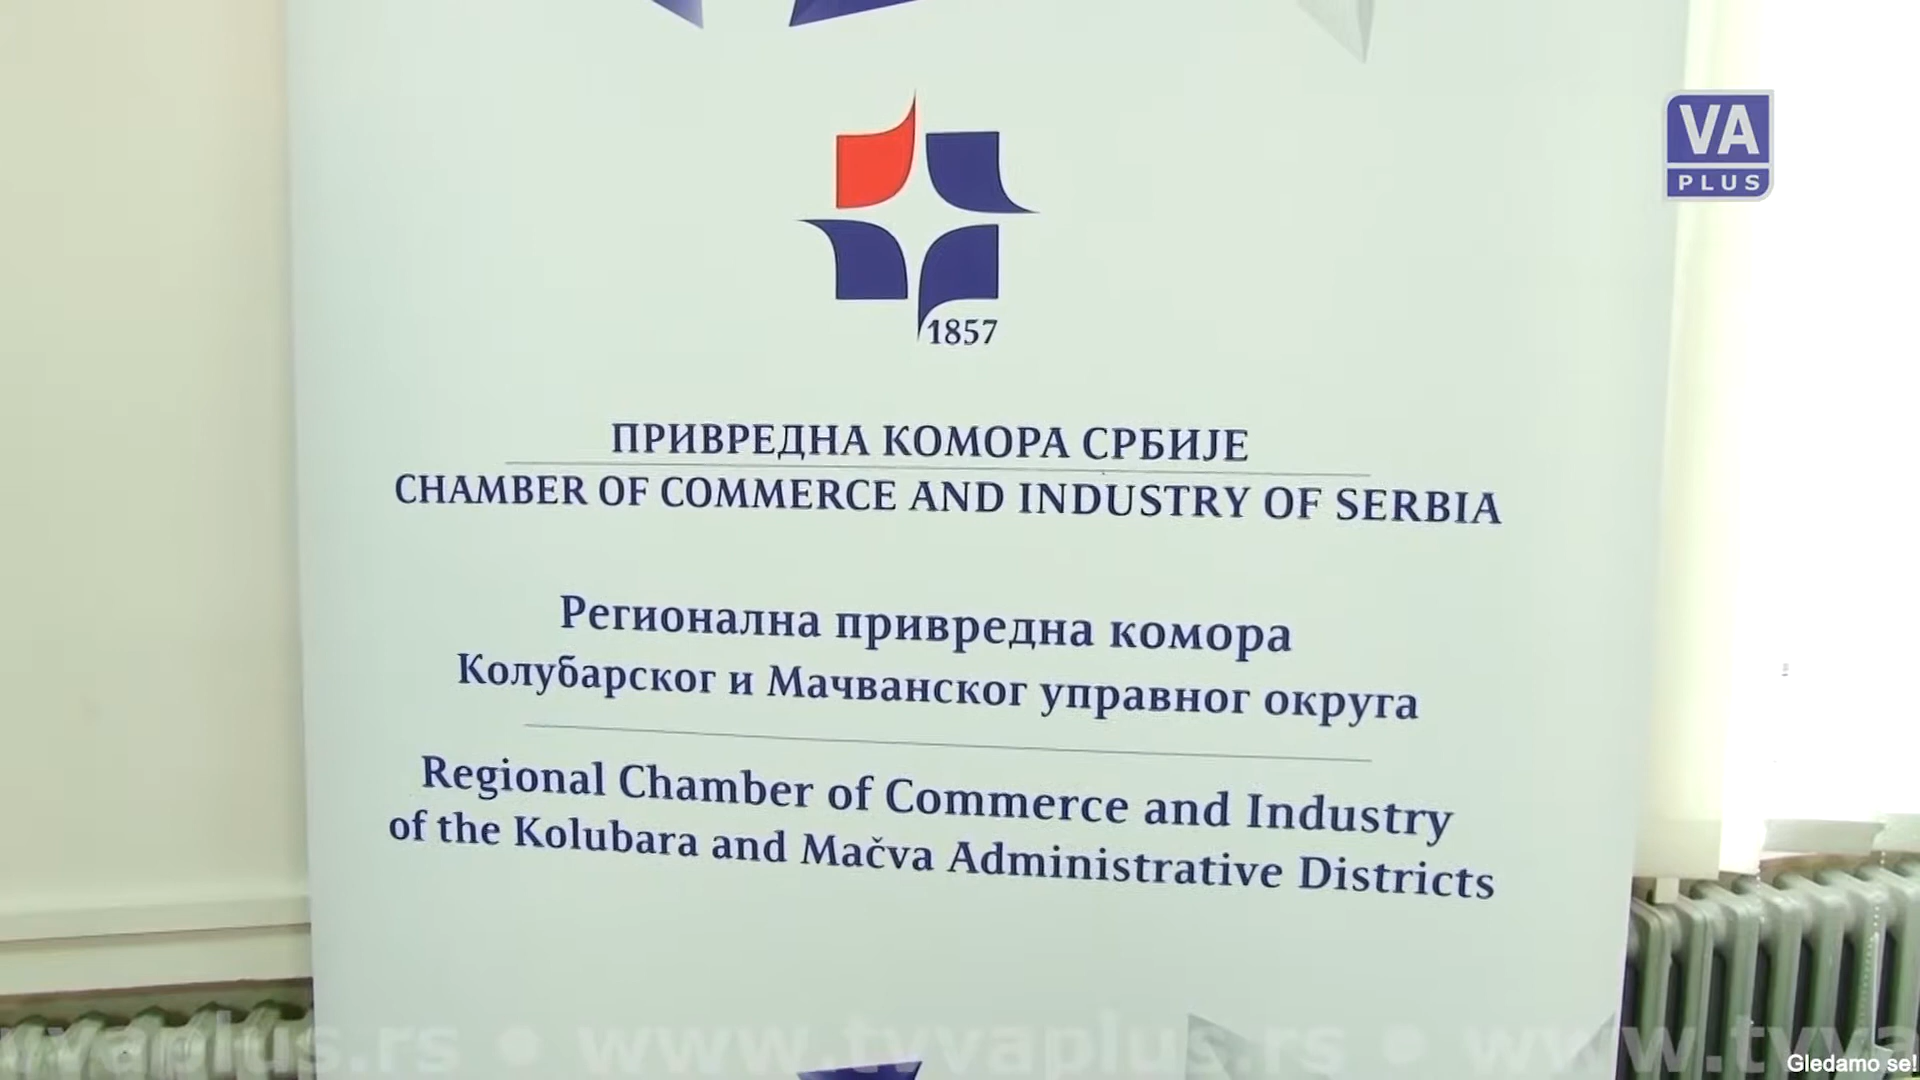 VA
PLUS
1857
ПРИВРЕДНА КОМОРА СРБИЈЕ
CHAMBER OF COMMERCE AND INDUSTRY OF SERBIA
Регионална привредна комора
Колубарског и Мачванског управног округа
Regional Chamber of Commerce and Industry
of the Kolubara and Mačva Administrative Districts
vaplus.rs • www.tvvaplus.rs • www.tvva
Gledamo se!